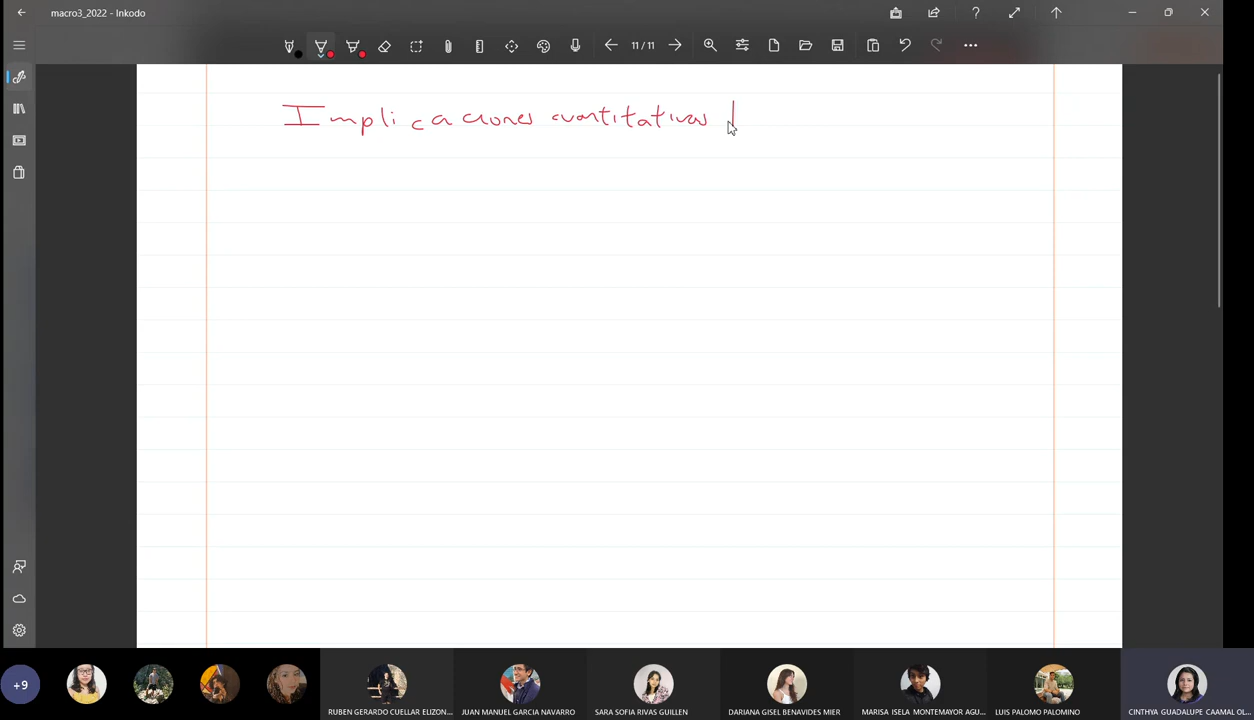 macro3_2022 - Inkodo
11 / 11
Implicaciones cuantitativas
+9
RUBEN GERARDO CUELLAR ELIZON...
JUAN MANUEL GARCIA NAVARRO
SARA SOFIA RIVAS GUILLEN
DARIANA GISEL BENAVIDES MIER
MARISA ISELA MONTEMAYOR AGU...
LUIS PALOMO PALOMINO
CINTHYA GUADALUPE CAAMAL OL...